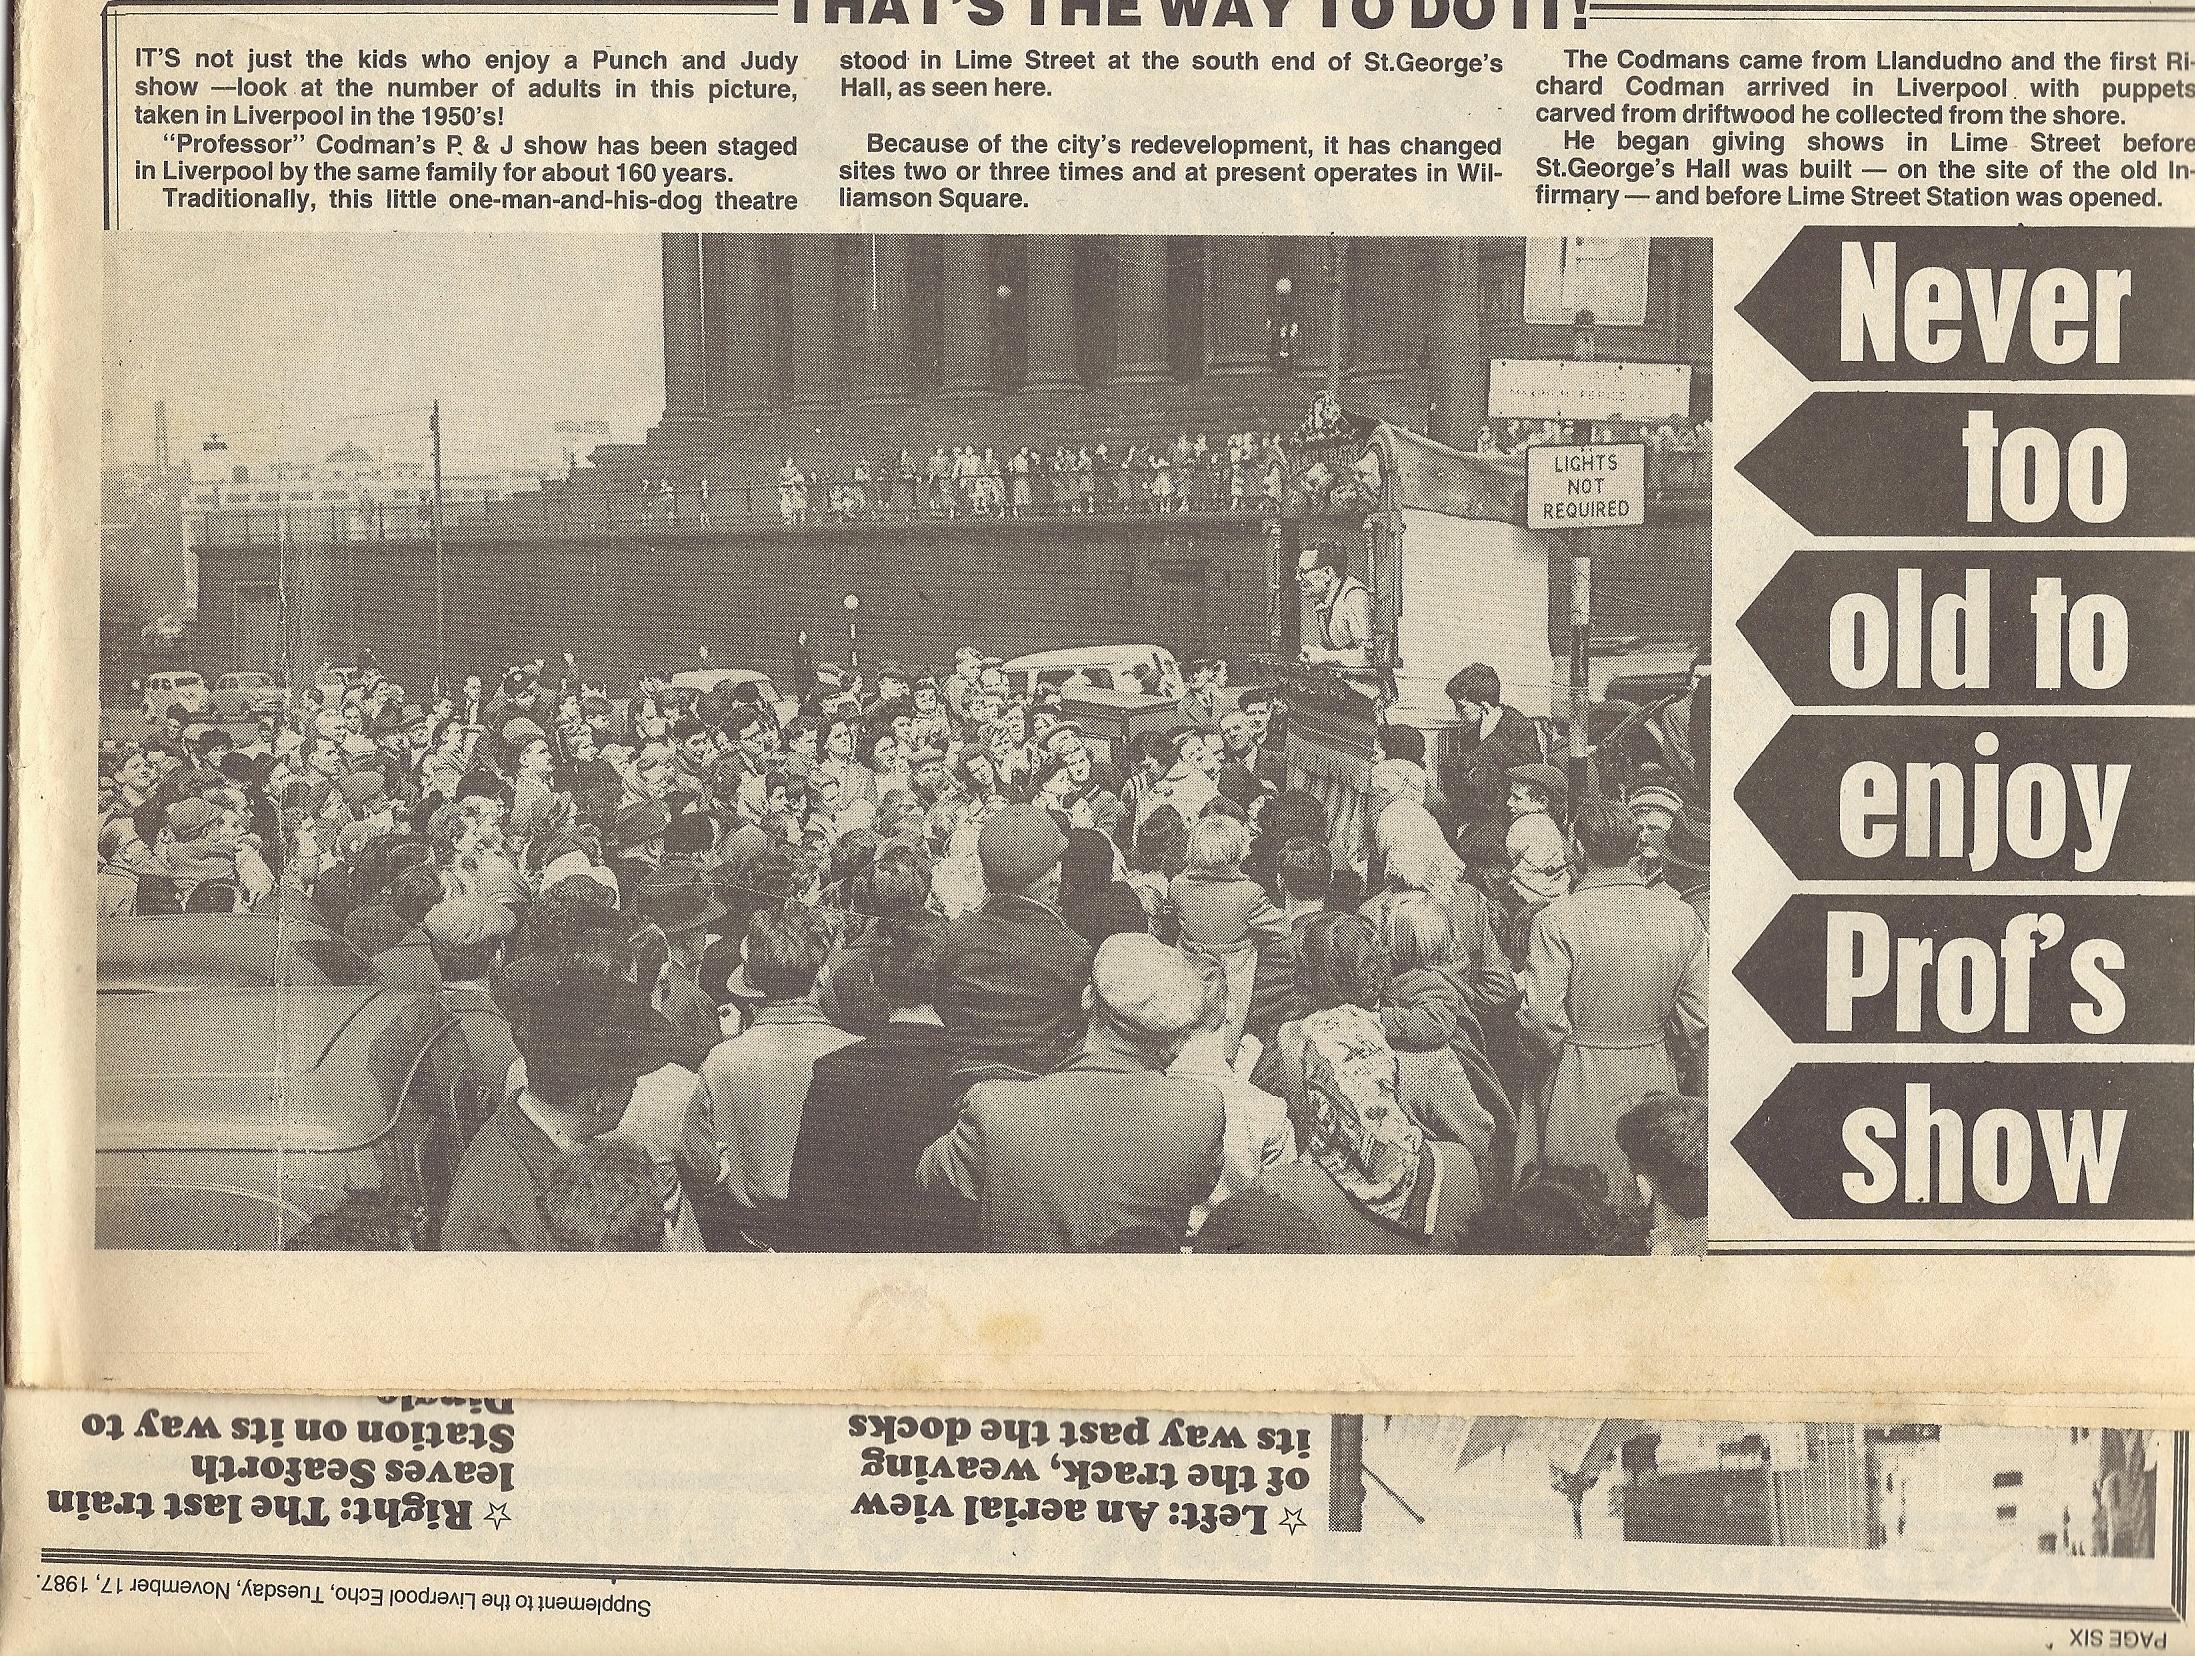 THAT'S THE WAY TO DO IT!
IT'S not just the kids who enjoy a Punch and Judy
show —look at the number of adults in this picture,
taken in Liverpool in the 1950's!
“Professor” Codman's P. & J show has been staged
in Liverpool by the same family for about 160 years.
Traditionally, this little one-man-and-his-dog theatre
stood in Lime Street at the south end of St.George's
Hall, as seen here.
Because of the city's redevelopment, it has changed
sites two or three times and at present operates in Wil-
liamson Square.
The Codmans came from Llandudno and the first Ri-
chard Codman arrived in Liverpool with puppets
carved from driftwood he collected from the shore.
He began giving shows in Lime Street before
St.George's Hall was built — on the site of the old In-
firmary — and before Lime Street Station was opened.
Never
too
old to
enjoy
Prof's
show
LIGHTS
NOT
REQUIRED
PAGE SIX
Supplement to the Liverpool Echo, Tuesday, November 17, 1987.
☆ Left: An aerial view
of the track, weaving
its way past the docks
☆ Right: The last train
leaves Seaforth
Station on its way to
Dingle